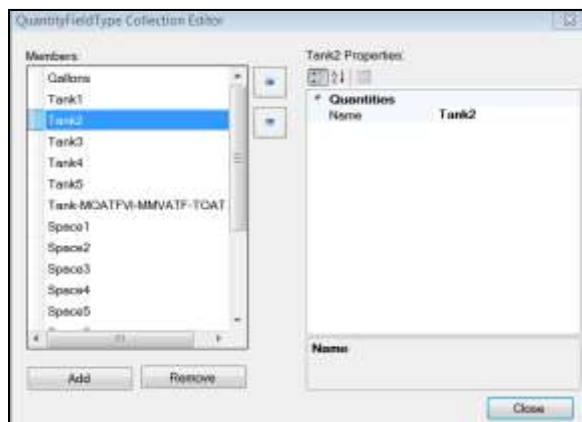 QuantityFieldType Collection Editor
Members:
Gallons
Tank1
Tank2
Tank3
Tank4
Tank5
Tank-MOATFVI-MMVATF-TOAT
Space1
Space2
Space3
Space4
Space5
Add
Remove
Tank2 Properties:
Quantities
Name Tank2
Name
Close